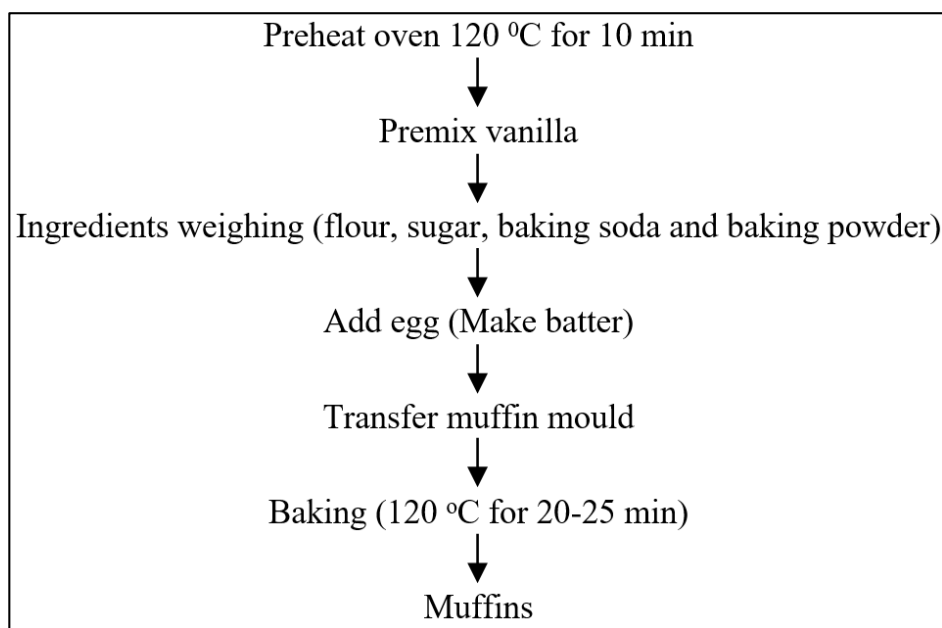 Preheat oven 120 ⁰C for 10 min
Premix vanilla
Ingredients weighing (flour, sugar, baking soda and baking powder)
Add egg (Make batter)
Transfer muffin mould
Baking (120 ᵒC for 20-25 min)
Muffins